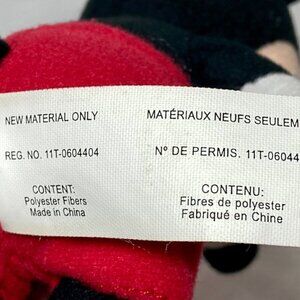 NEW MATERIAL ONLY
REG. NO. 11T-0604404
CONTENT:
Polyester Fibers
Made in China
MATÉRIAUX NEUFS SEULEM
Nº DE PERMIS. 11T-06044
CONTENU:
Fibres de polyester
Fabriqué en Chine